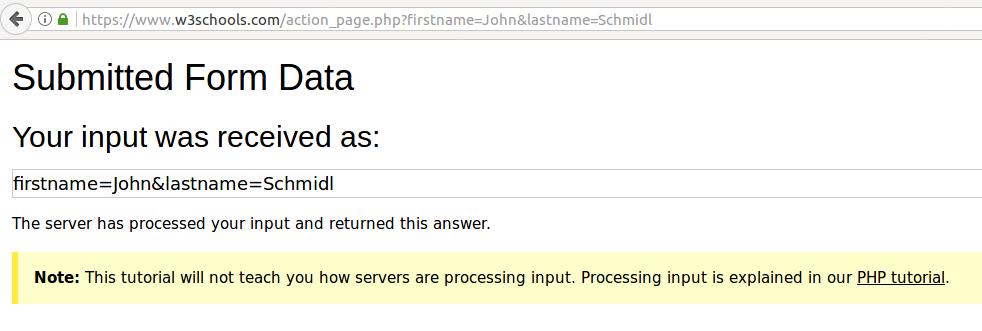 https://www.w3schools.com/action_page.php?firstname=John&lastname=Schmidl
Submitted Form Data
Your input was received as:
firstname=John&lastname=Schmidl
The server has processed your input and returned this answer.
Note: This tutorial will not teach you how servers are processing input. Processing input is explained in our PHP tutorial.